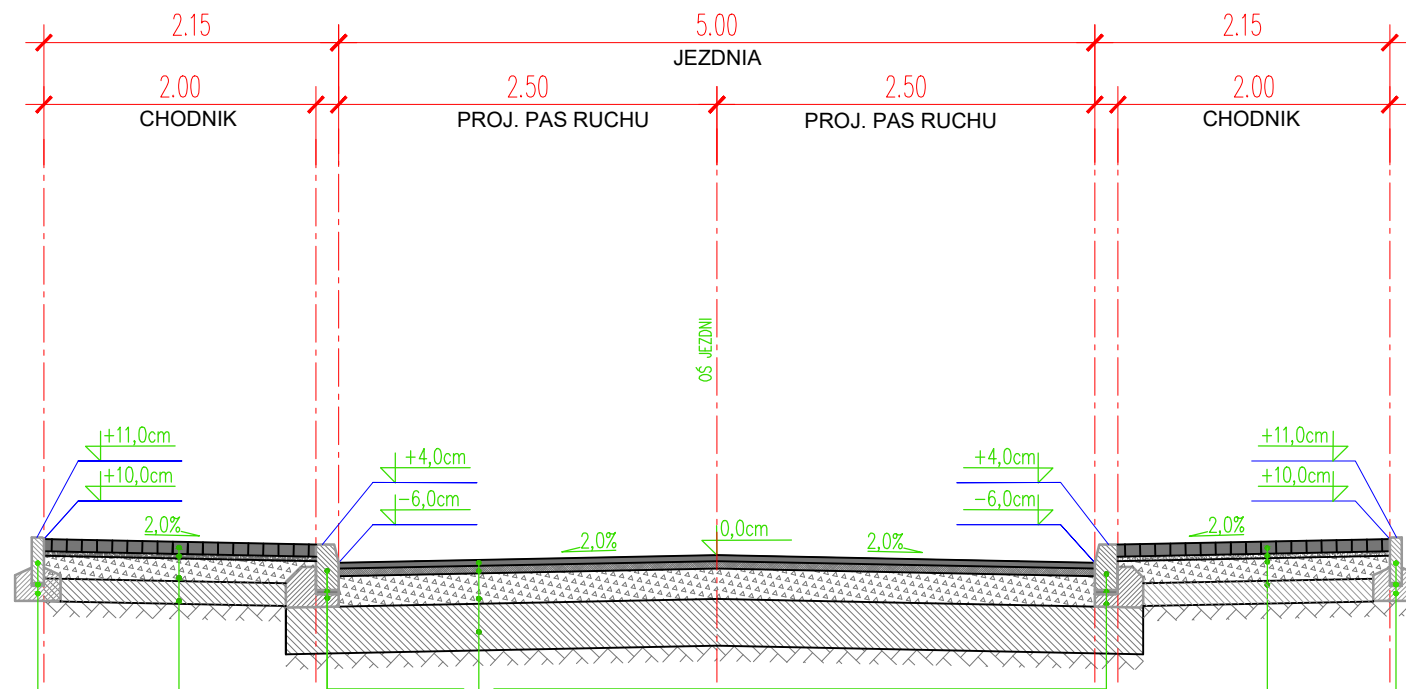 2.15 5.00 2.15
JEZDNIA
2.00 2.50 2.50 2.00
CHODNIK PROJ. PAS RUCHU PROJ. PAS RUCHU CHODNIK
OŚ JEZDNI
+11,0cm +4,0cm +4,0cm +11,0cm
+10,0cm -6,0cm -6,0cm +10,0cm
2,0% 2,0% 0,0cm 2,0% 2,0%